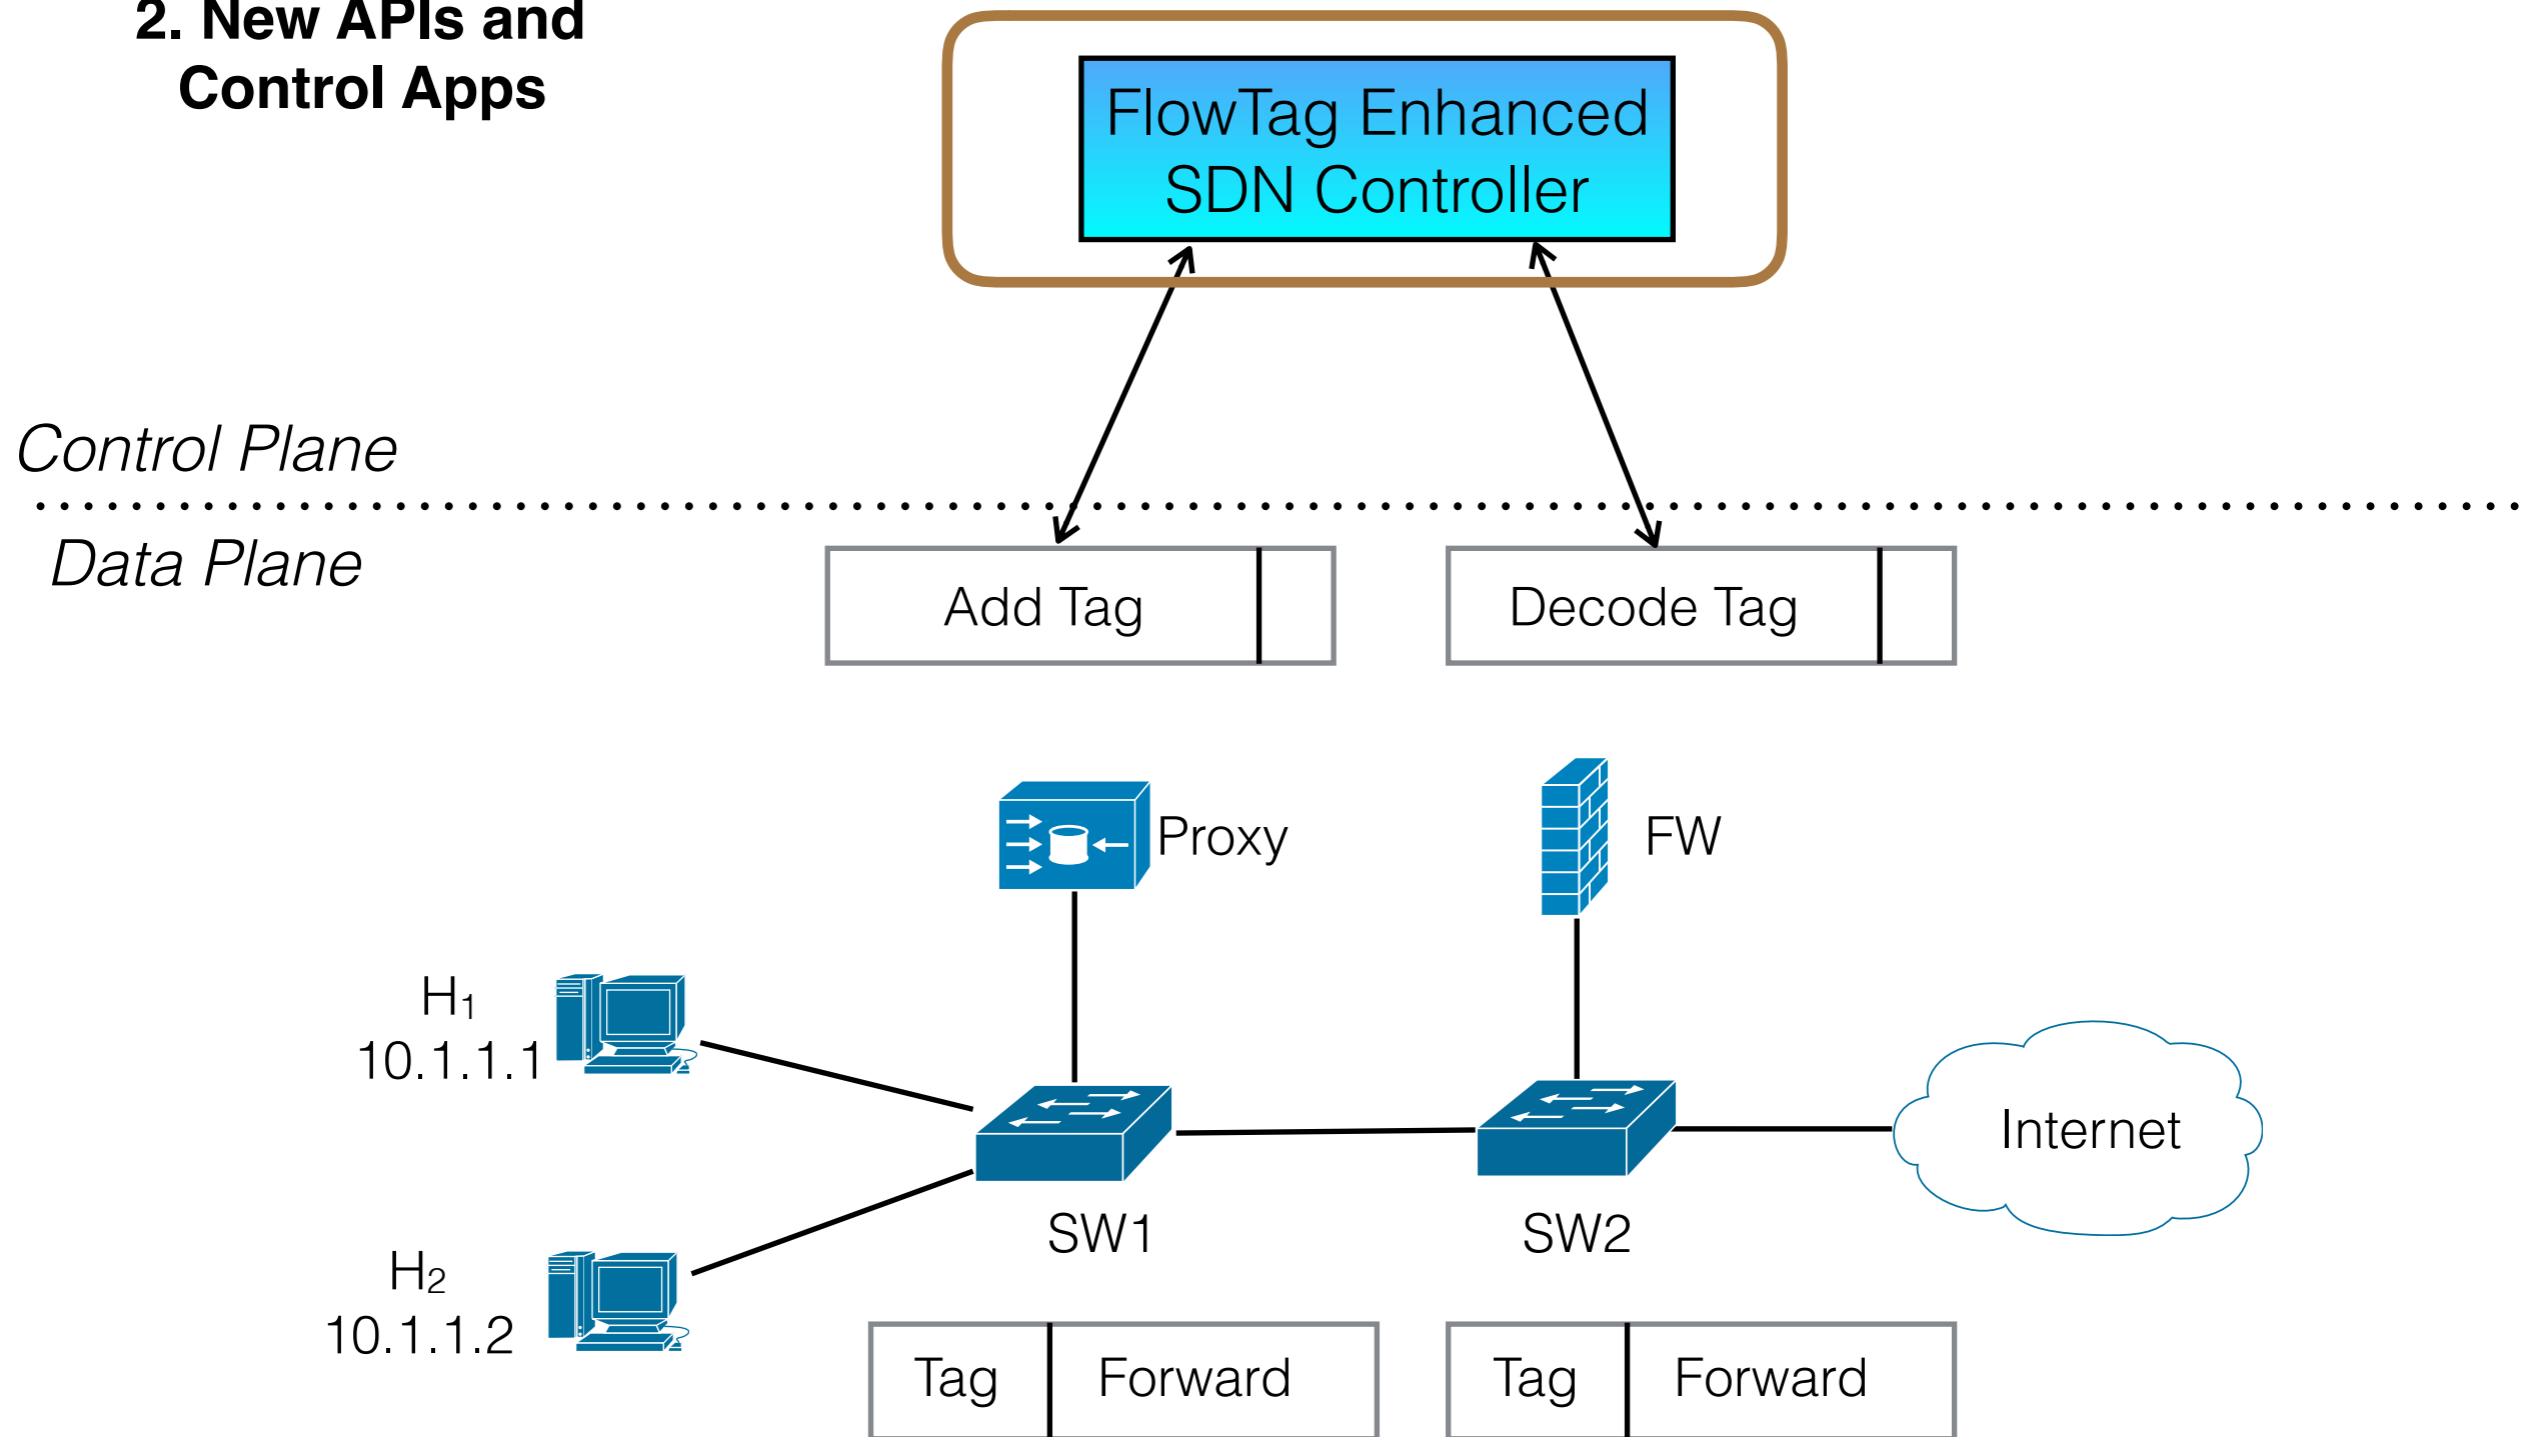 2. New APIs and
Control Apps
FlowTag Enhanced
SDN Controller
Control Plane
Data Plane
Add Tag
Decode Tag
Proxy
FW
H₁
10.1.1.1
Internet
SW1
SW2
H₂
10.1.1.2
Tag
Forward
Tag
Forward